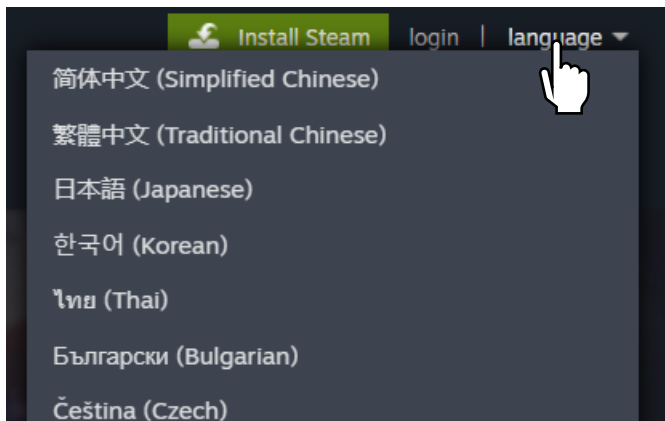 Install Steam login | language
简体中文 (Simplified Chinese)
繁體中文 (Traditional Chinese)
日本語 (Japanese)
한국어 (Korean)
ไทย (Thai)
Български (Bulgarian)
Čeština (Czech)